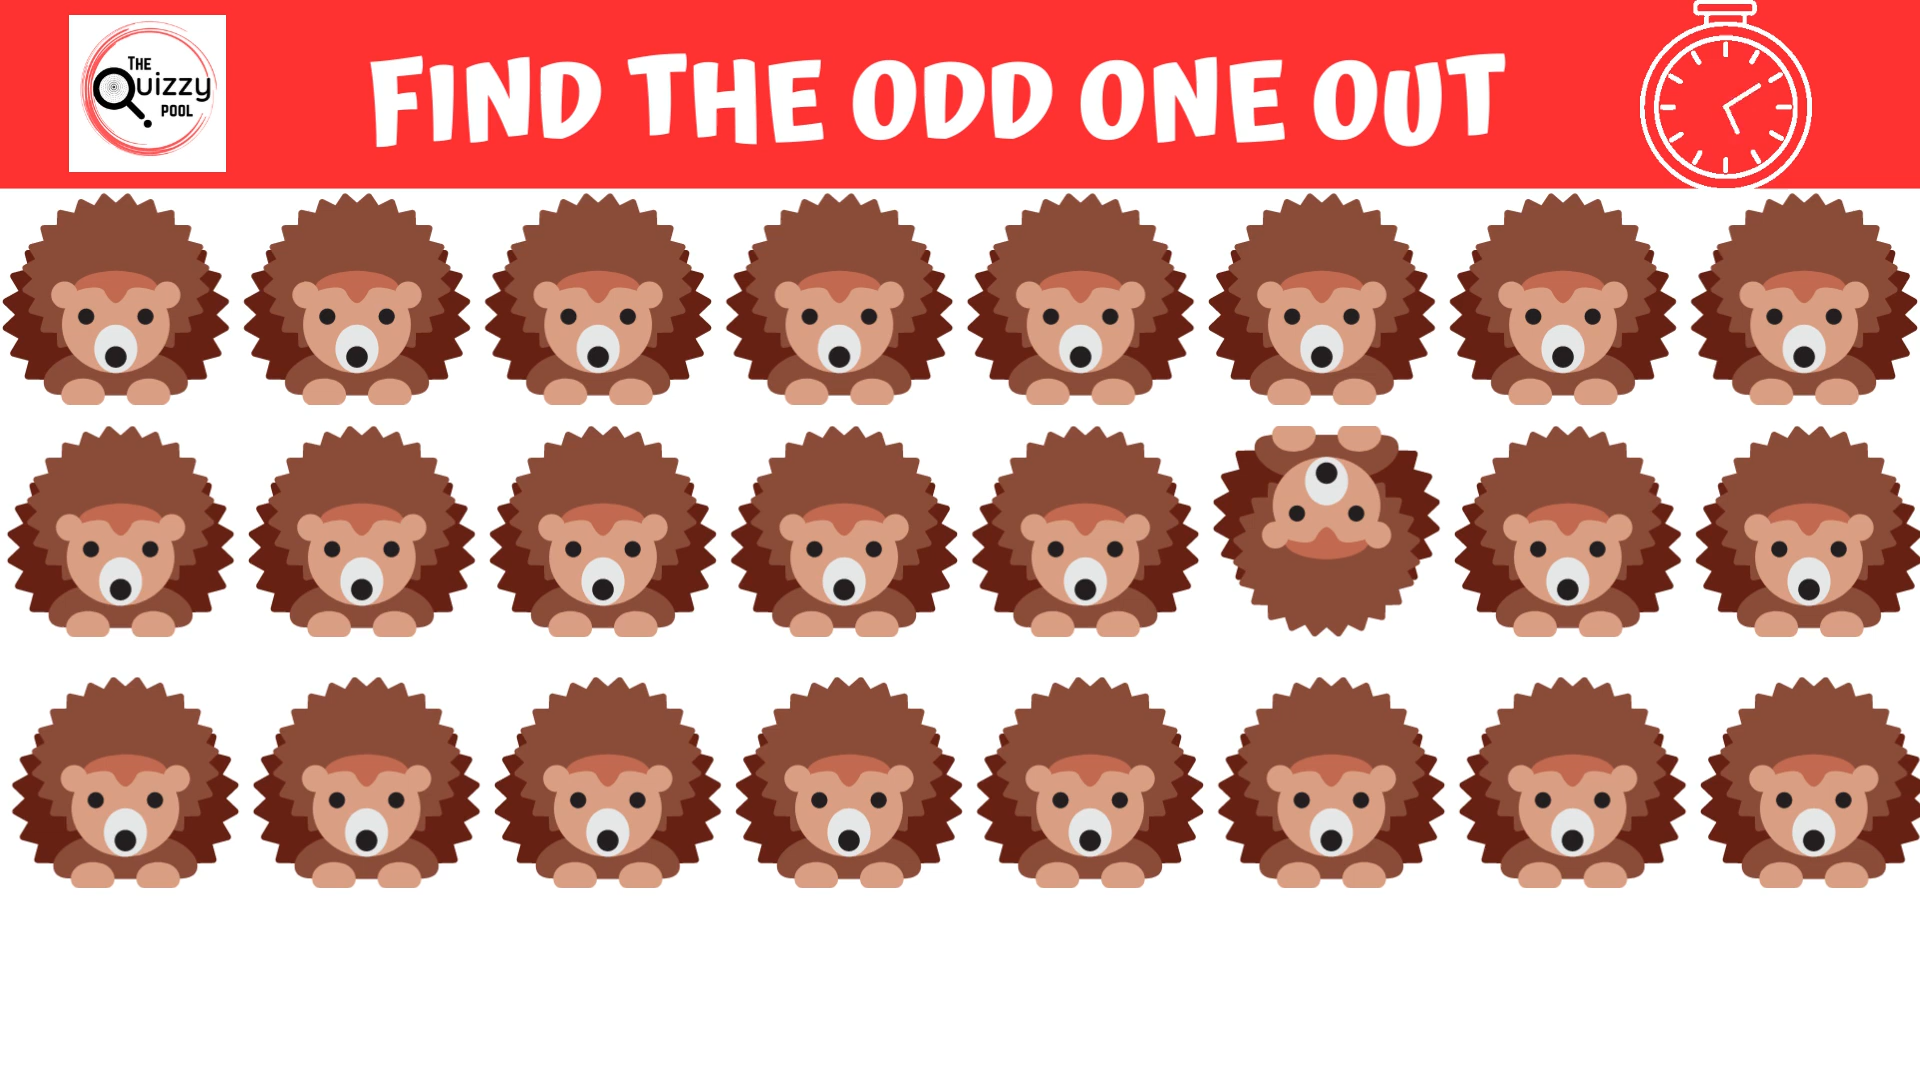 THE
Quizzy
POOL
FIND THE ODD ONE OUT